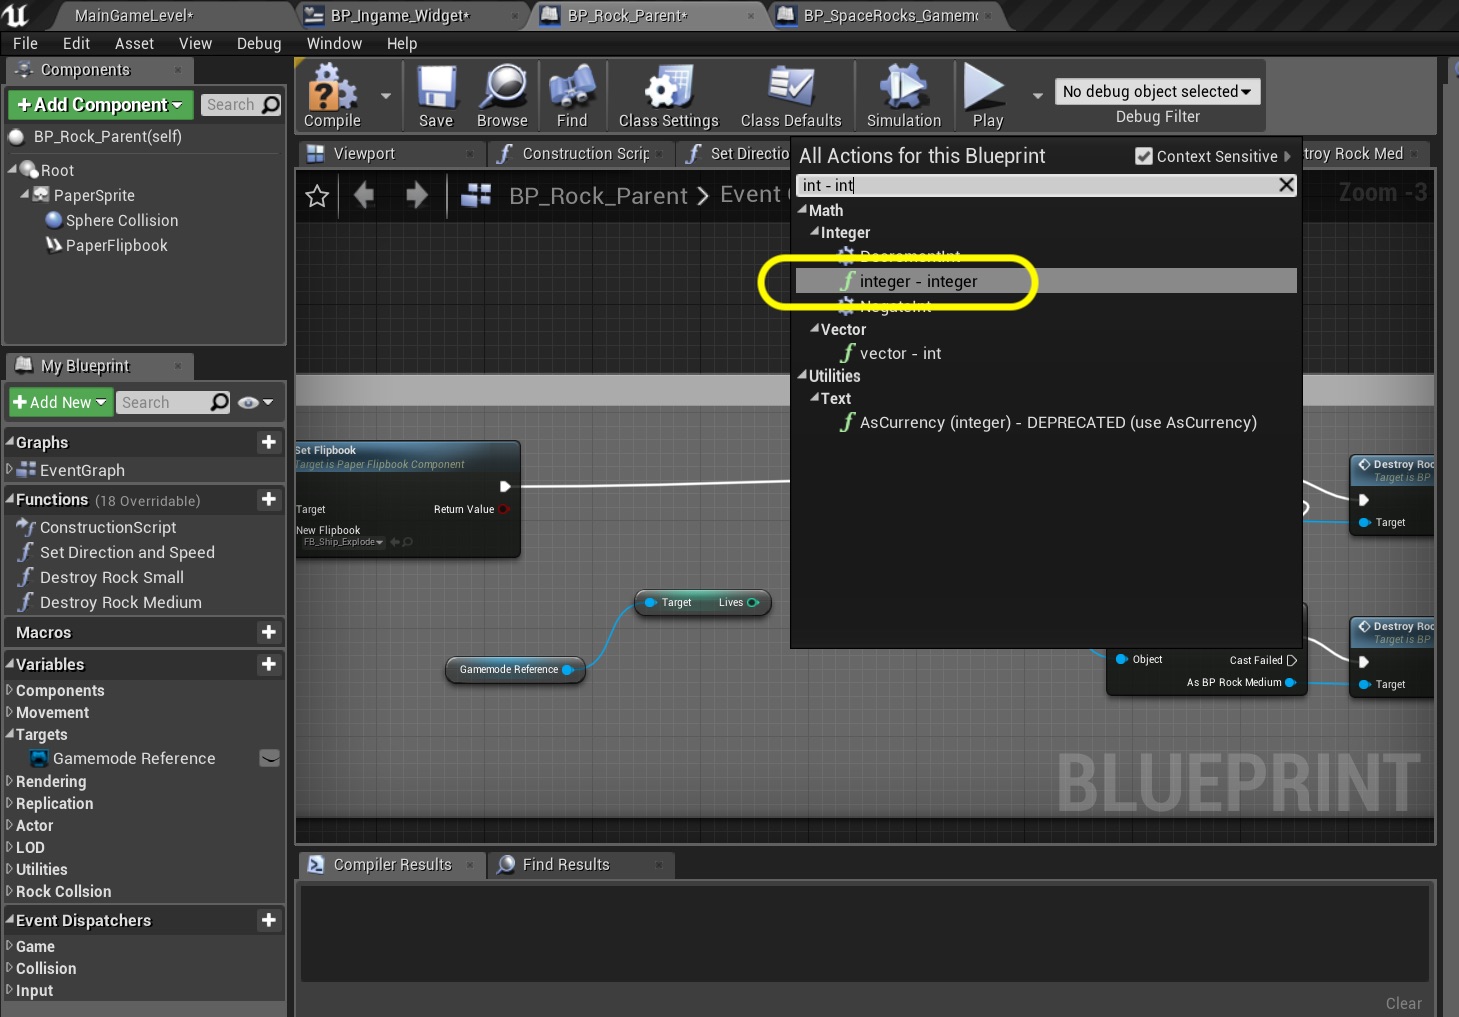 MainGameLevel*
BP_Ingame_Widget*
BP_Rock_Parent*
BP_SpaceRocks_Gamem
File Edit Asset View Debug Window Help
Components
+Add Component
Search
BP_Rock_Parent(self)
Root
PaperSprite
Sphere Collision
PaperFlipbook
Compile
Save
Browse
Find
Class Settings
Class Defaults
Simulation
Play
No debug object selected
Debug Filter
Viewport
Construction Scrip
Set Directio
troy Rock Med
BP_Rock_Parent > Event
Zoom -3
All Actions for this Blueprint
Context Sensitive
int - int
Math
Integer
DecrementInt
integer - integer
NegateInt
Vector
vector - int
Utilities
Text
AsCurrency (integer) - DEPRECATED (use AsCurrency)
My Blueprint
+Add New
Search
Graphs
EventGraph
Functions (18 Overridable)
ConstructionScript
Set Direction and Speed
Destroy Rock Small
Destroy Rock Medium
Macros
Variables
Components
Movement
Targets
Gamemode Reference
Rendering
Replication
Actor
LOD
Utilities
Rock Collsion
Event Dispatchers
Game
Collision
Input
Set Flipbook
Target is Paper Flipbook Component
Target
Return Value
New Flipbook
FB_Ship_Explode
Target Lives
Gamemode Reference
Destroy Roc
Target is BP
Target
Object
Cast Failed
As BP Rock Medium
Destroy Roc
Target is BP
Target
BLUEPRINT
Compiler Results
Find Results
Clear